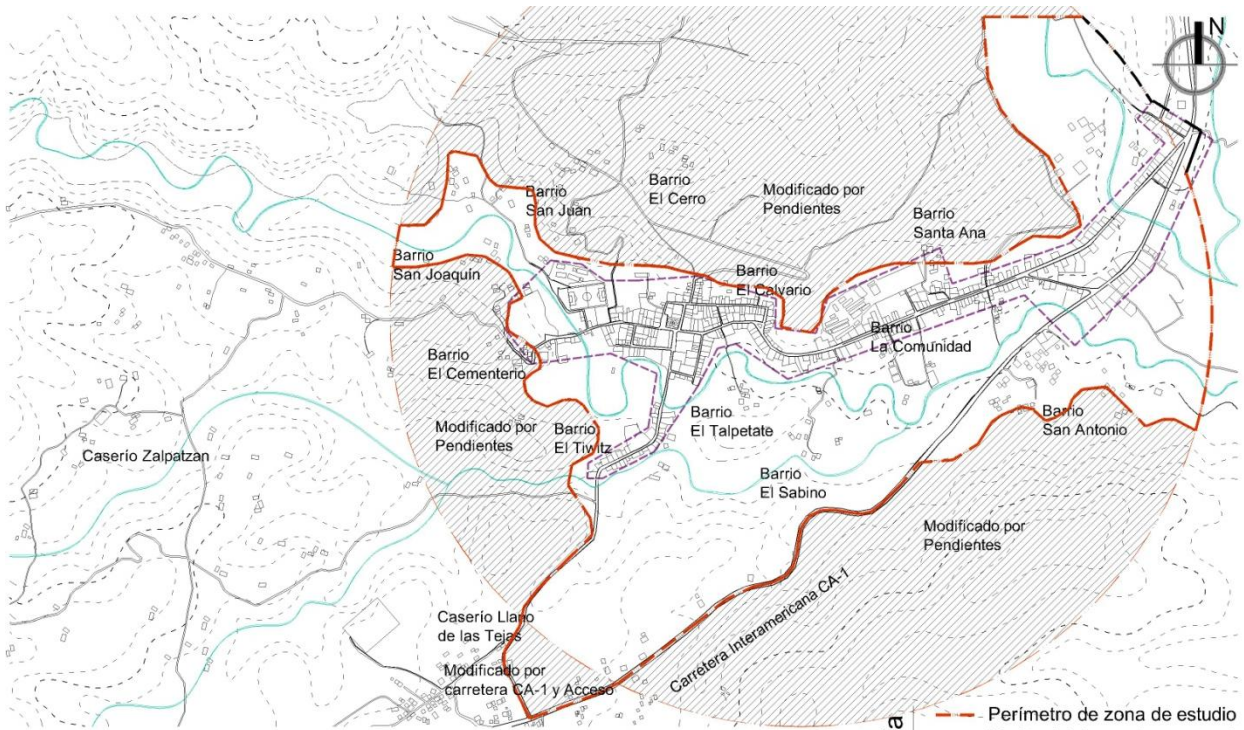 N
Barrio
San Juan
Barrio
El Cerro
Modificado por
Pendientes
Barrio
Santa Ana
Barrio
San Joaquín
Barrio
El Calvario
Barrio
La Comunidad
Barrio
El Cementerio
Barrio
El Talpetate
Barrio
San Antonio
Modificado por
Pendientes
Barrio
El Tiwitz
Caserío Zalpatzan
Barrio
El Sabino
Modificado por
Pendientes
Carretera Interamericana CA-1
Caserío Llano
de las Tejas
Modificado por
carretera CA-1 y Acceso
a
Perímetro de zona de estudio